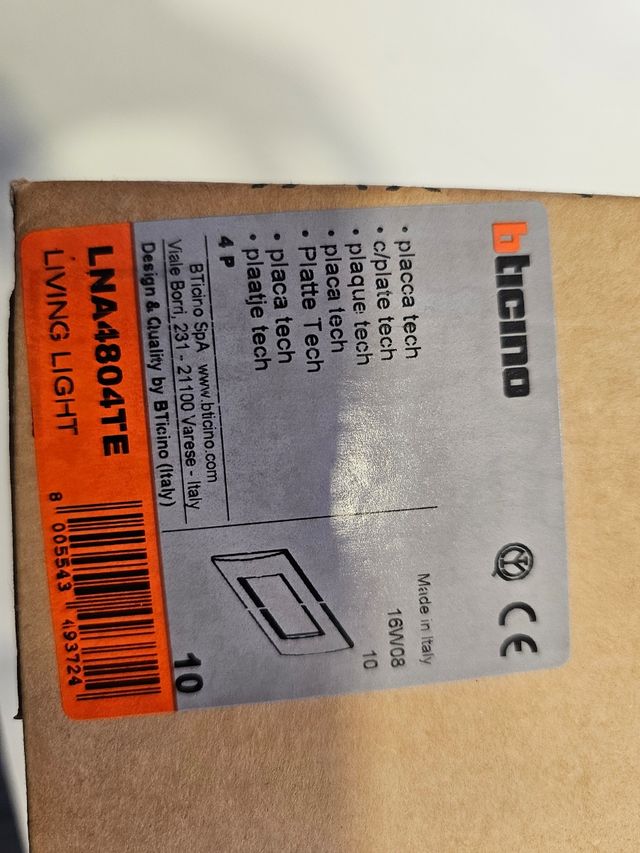 bticino
• placca tech
• c/plate tech
• plaque tech
• placa tech
• Platte Tech
• placa tech
• plaatje tech
4 P
Made in Italy
16W08
10
BTicino SpA www.bticino.com
Viale Borri, 231 - 21100 Varese - Italy
Design & Quality by BTicino (Italy)
10
LNA4804TE
LIVING LIGHT
8 005543 493724
CE